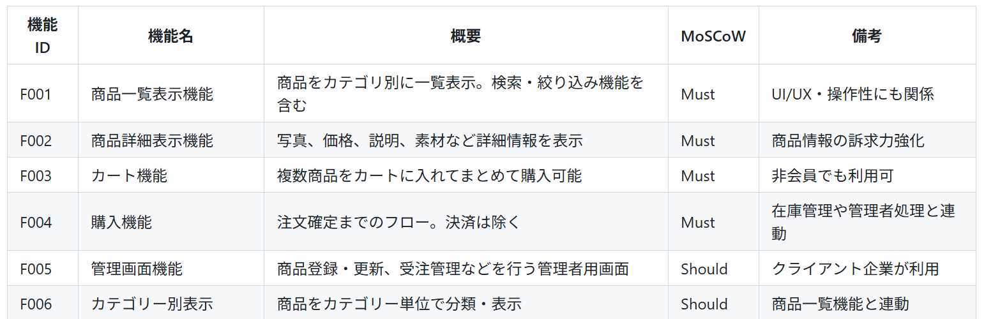 機能
ID
機能名
概要
MoSCoW
備考
F001
商品一覧表示機能
商品をカテゴリ別に一覧表示。検索・絞り込み機能を
含む
Must
UI/UX・操作性にも関係
F002
商品詳細表示機能
写真、価格、説明、素材など詳細情報を表示
Must
商品情報の訴求力強化
F003
カート機能
複数商品をカートに入れてまとめて購入可能
Must
非会員でも利用可
F004
購入機能
注文確定までのフロー。決済は除く
Must
在庫管理や管理者処理と連
動
F005
管理画面機能
商品登録・更新、受注管理などを行う管理者用画面
Should
クライアント企業が利用
F006
カテゴリー別表示
商品をカテゴリー単位で分類・表示
Should
商品一覧機能と連動